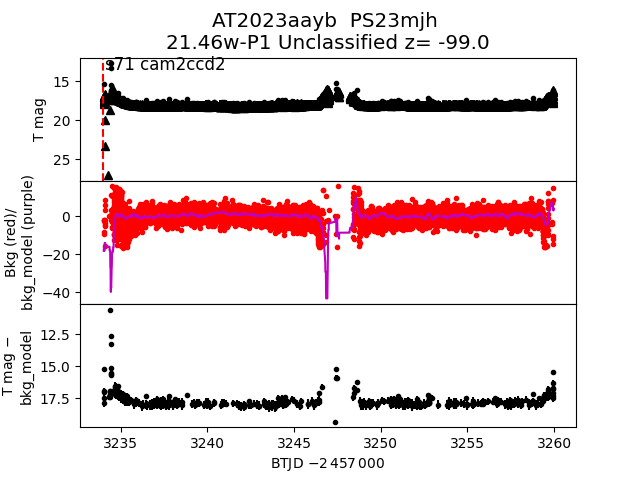 AT2023aayb  PS23mjh
21.46w-P1 Unclassified z= -99.0
s71 cam2ccd2
T mag
15
20
25
Bkg (red)/
bkg_model (purple)
0
−20
−40
T mag −
bkg_model
12.5
15.0
17.5
3235
3240
3245
3250
3255
3260
BTJD −2 457 000